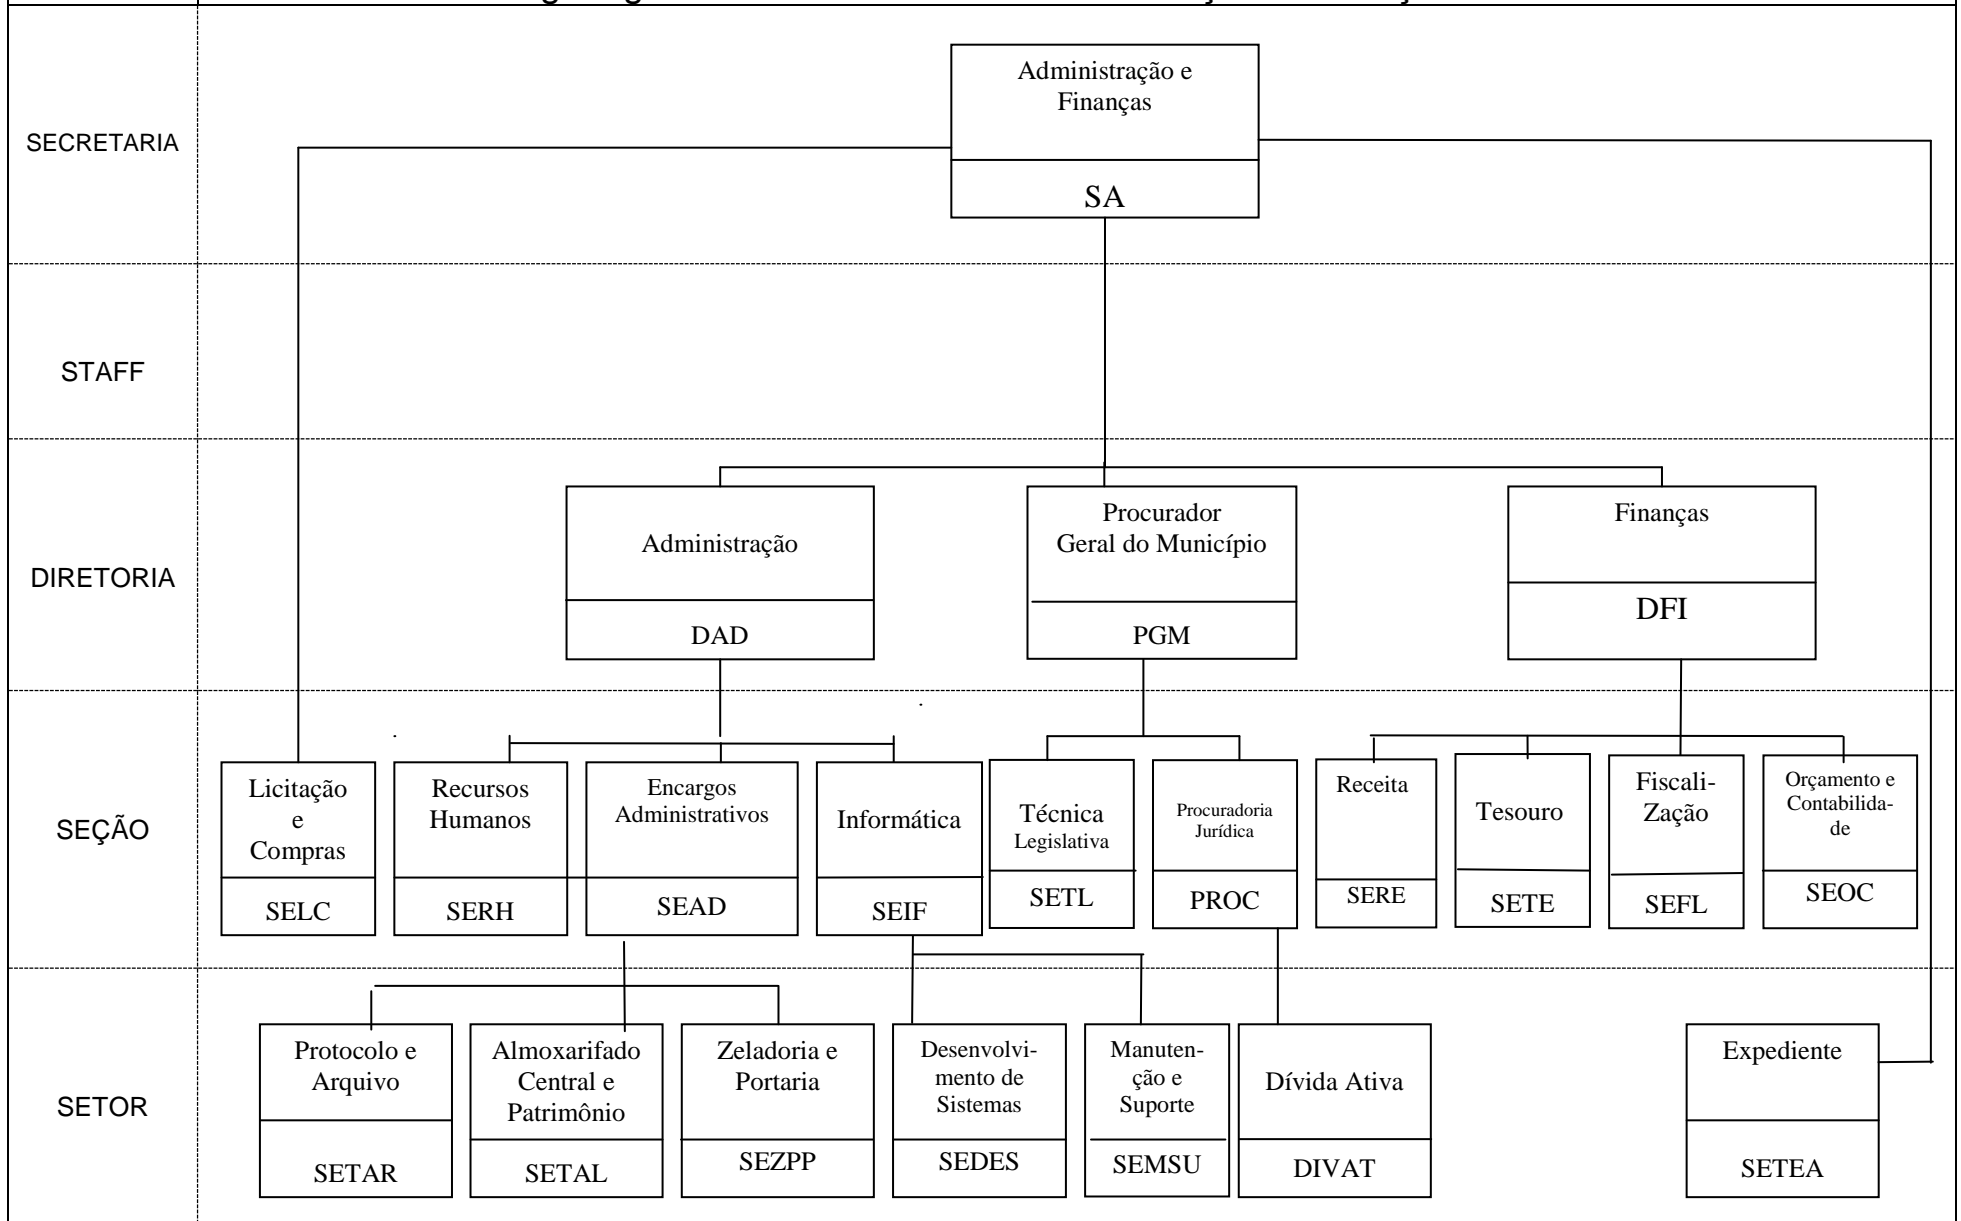 Administração e
Finanças
SECRETARIA
SA
STAFF
DIRETORIA
Administração
DAD
Procurador
Geral do Município
PGM
Finanças
DFI
SEÇÃO
Licitação
e
Compras
SELC
Recursos
Humanos
SERH
Encargos
Administrativos
SEAD
Informática
SEIF
Técnica
Legislativa
SETL
Procuradoria
Jurídica
PROC
Receita
SERE
Tesouro
SETE
Fiscali-
Zação
SEFL
Orçamento e
Contabilida-
de
SEOC
SETOR
Protocolo e
Arquivo
SETAR
Almoxarifado
Central e
Patrimônio
SETAL
Zeladoria e
Portaria
SEZPP
Desenvolvi-
mento de
Sistemas
SEDES
Manuten-
ção e
Suporte
SEMSU
Dívida Ativa
DIVAT
Expediente
SETEA